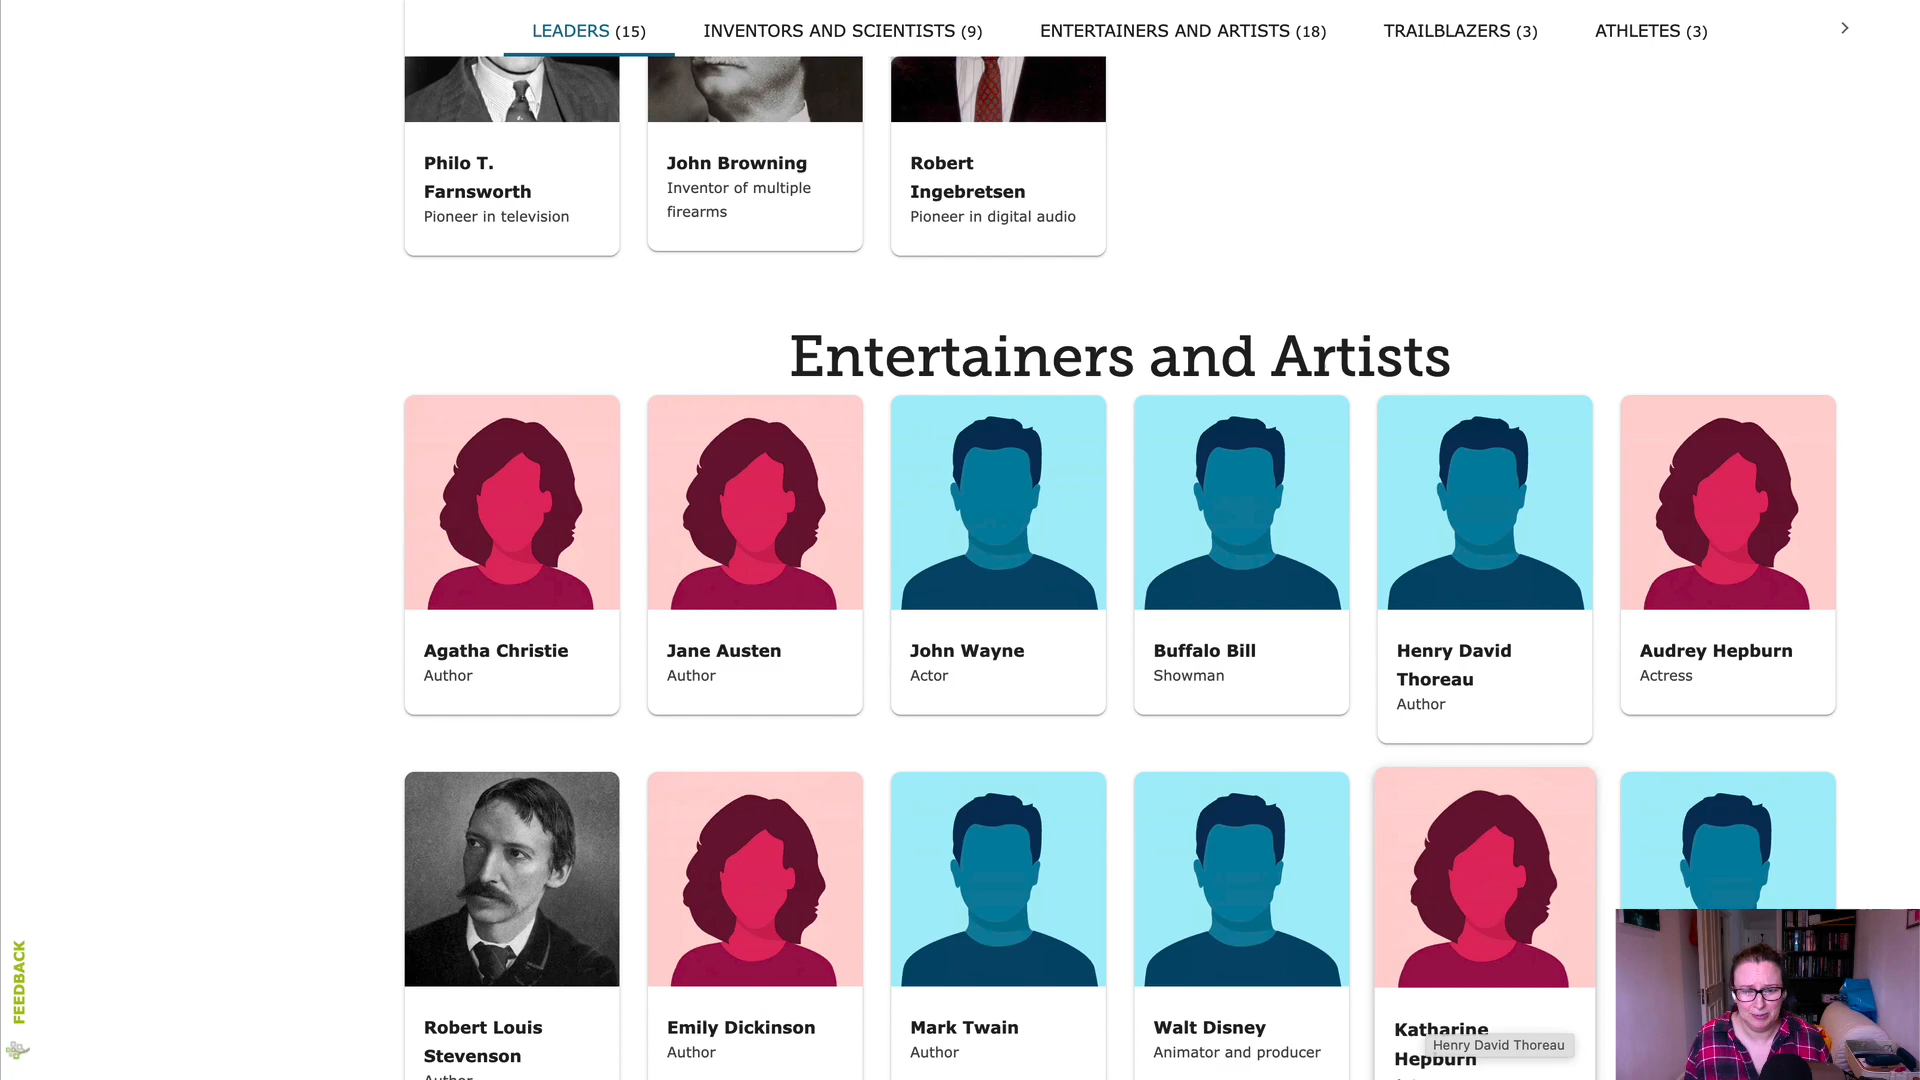 LEADERS (15)
INVENTORS AND SCIENTISTS (9)
ENTERTAINERS AND ARTISTS (18)
TRAILBLAZERS (3)
ATHLETES (3)
Philo T.
Farnsworth
Pioneer in television
John Browning
Inventor of multiple
firearms
Robert
Ingebretsen
Pioneer in digital audio
Entertainers and Artists
Agatha Christie
Author
Jane Austen
Author
John Wayne
Actor
Buffalo Bill
Showman
Henry David
Thoreau
Author
Audrey Hepburn
Actress
Robert Louis
Stevenson
Author
Emily Dickinson
Author
Mark Twain
Author
Walt Disney
Animator and producer
Katharine
Hepburn
Henry David Thoreau
FEEDBACK